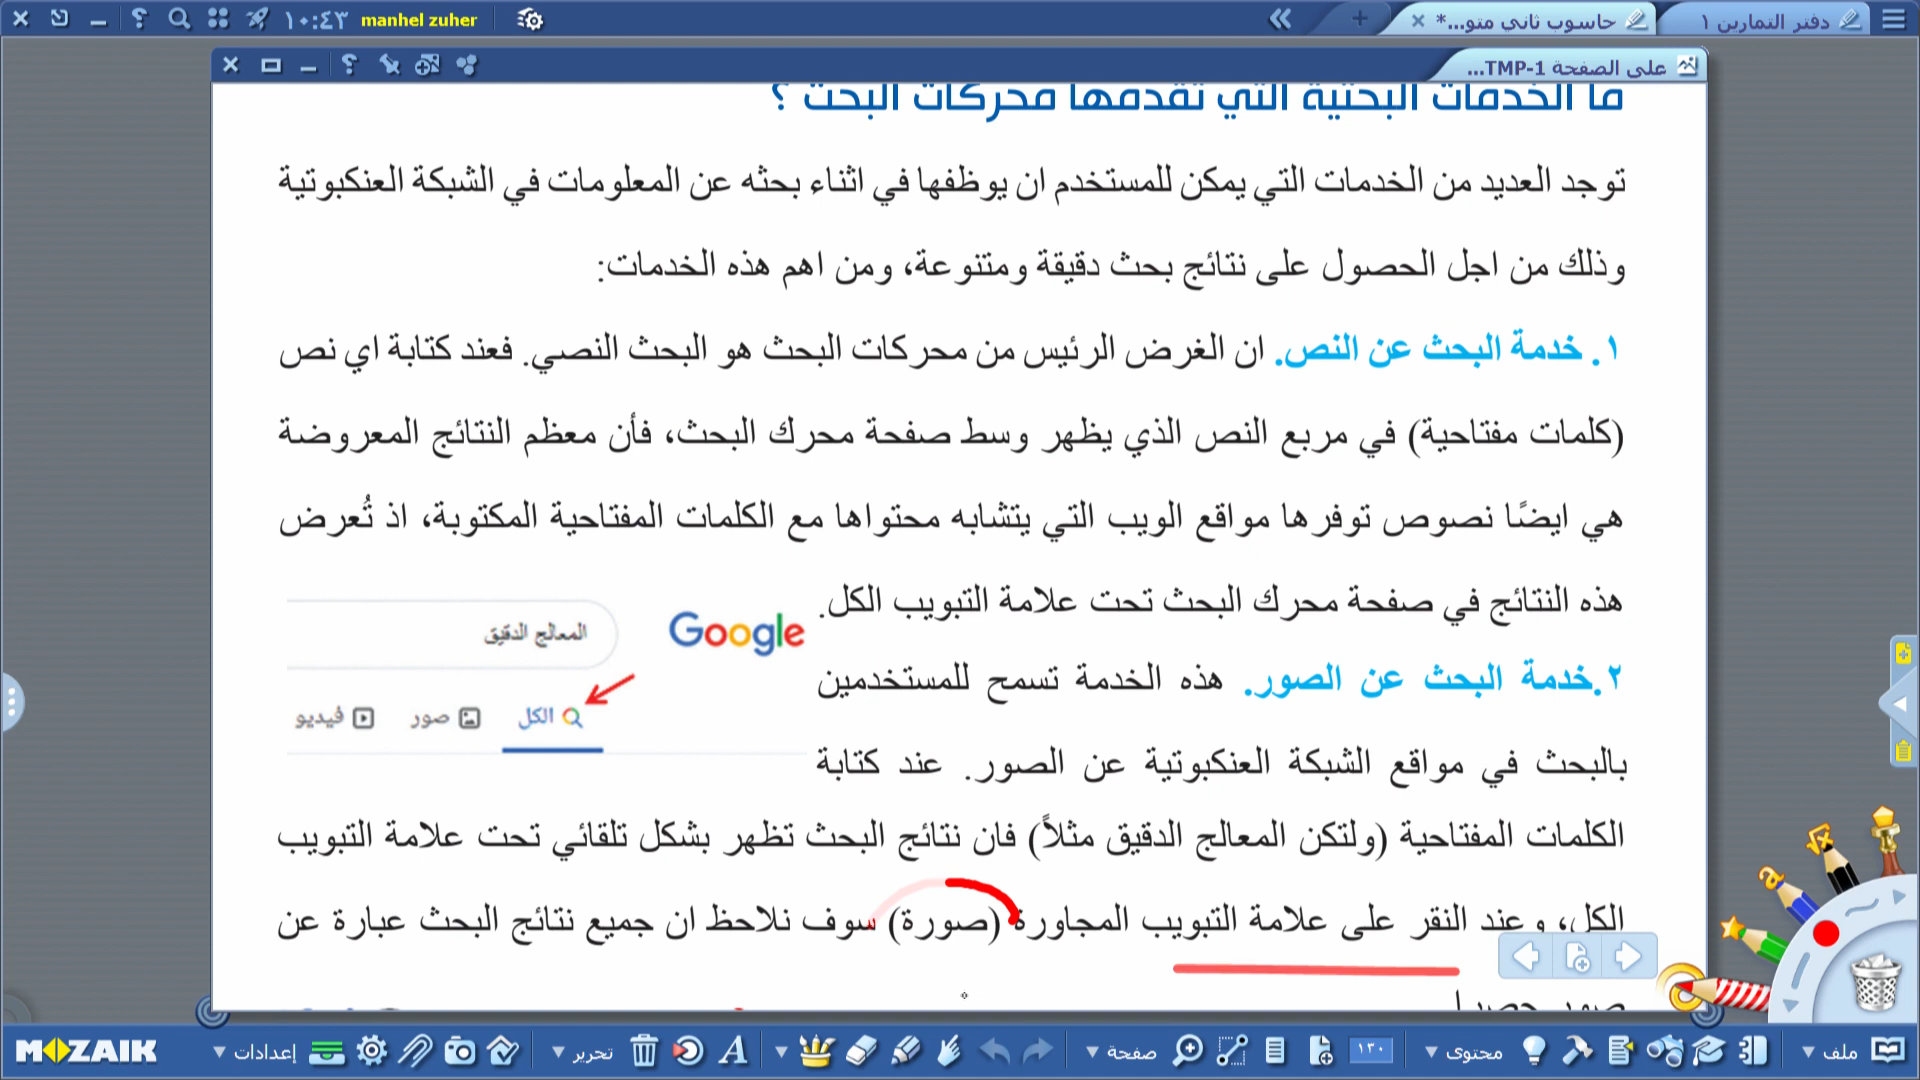 manhel zuher
١٠:٤٣
حاسوب ثاني متو...*
دفتر التمارين ١
على الصفحة TMP-1...
ما الخدمات البحثية التي تقدمها محركات البحث ؟
توجد العديد من الخدمات التي يمكن للمستخدم ان يوظفها في اثناء بحثه عن المعلومات في الشبكة العنكبوتية
وذلك من اجل الحصول على نتائج بحث دقيقة ومتنوعة، ومن اهم هذه الخدمات:
١. خدمة البحث عن النص. ان الغرض الرئيس من محركات البحث هو البحث النصي. فعند كتابة اي نص
(كلمات مفتاحية) في مربع النص الذي يظهر وسط صفحة محرك البحث، فأن معظم النتائج المعروضة
هي ايضًا نصوص توفرها مواقع الويب التي يتشابه محتواها مع الكلمات المفتاحية المكتوبة، اذ تُعرض
هذه النتائج في صفحة محرك البحث تحت علامة التبويب الكل.
Google
المعالج الدقيق
الكل
صور
فيديو
٢.خدمة البحث عن الصور. هذه الخدمة تسمح للمستخدمين
بالبحث في مواقع الشبكة العنكبوتية عن الصور. عند كتابة
الكلمات المفتاحية (ولتكن المعالج الدقيق مثلاً) فان نتائج البحث تظهر بشكل تلقائي تحت علامة التبويب
الكل، وعند النقر على علامة التبويب المجاورة (صورة) سوف نلاحظ ان جميع نتائج البحث عبارة عن
MOZAIK
إعدادات
تحرير
صفحة
١٣٠
محتوى
ملف